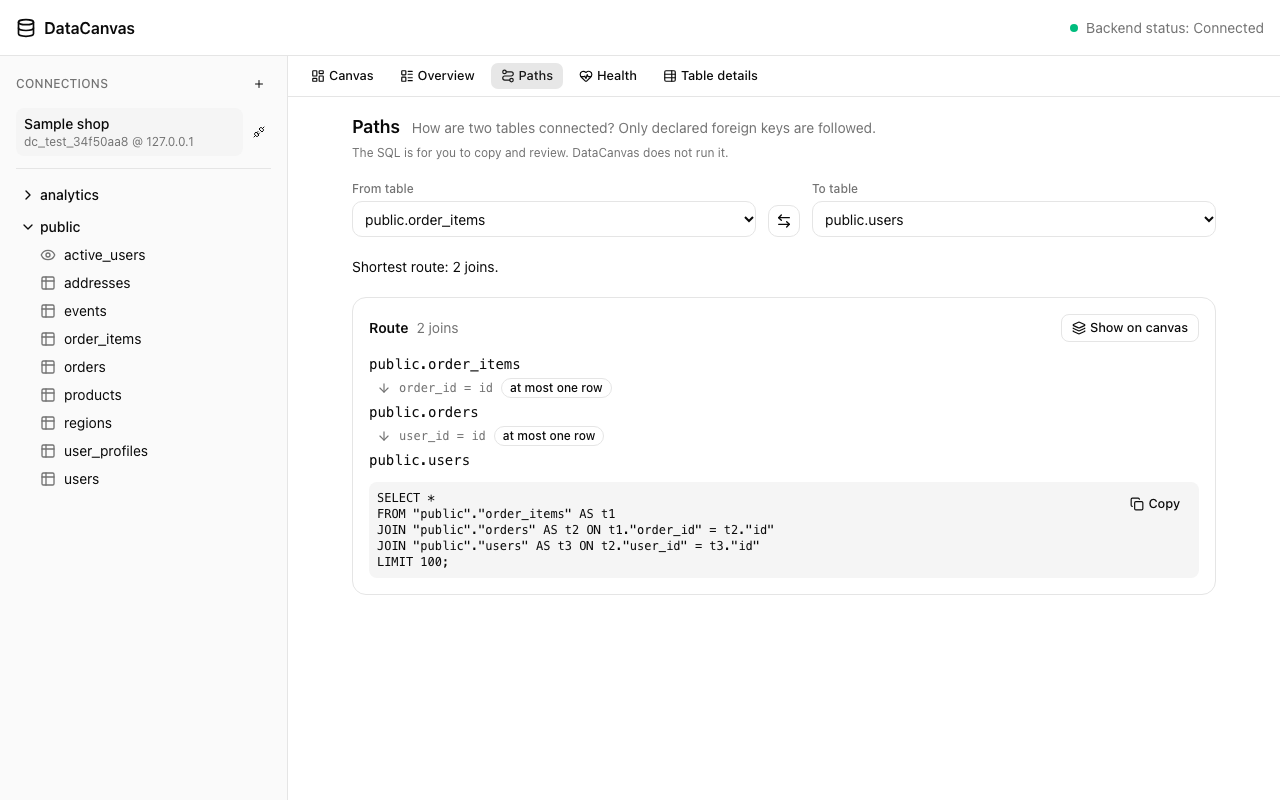 DataCanvas
Backend status: Connected
CONNECTIONS
Sample shop
dc_test_34f50aa8 @ 127.0.0.1
analytics
public
active_users
addresses
events
order_items
orders
products
regions
user_profiles
users
Canvas
Overview
Paths
Health
Table details
Paths How are two tables connected? Only declared foreign keys are followed.
The SQL is for you to copy and review. DataCanvas does not run it.
From table
public.order_items
To table
public.users
Shortest route: 2 joins.
Route 2 joins
Show on canvas
public.order_items
↓ order_id = id at most one row
public.orders
↓ user_id = id at most one row
public.users
SELECT *
FROM "public"."order_items" AS t1
JOIN "public"."orders" AS t2 ON t1."order_id" = t2."id"
JOIN "public"."users" AS t3 ON t2."user_id" = t3."id"
LIMIT 100;
Copy